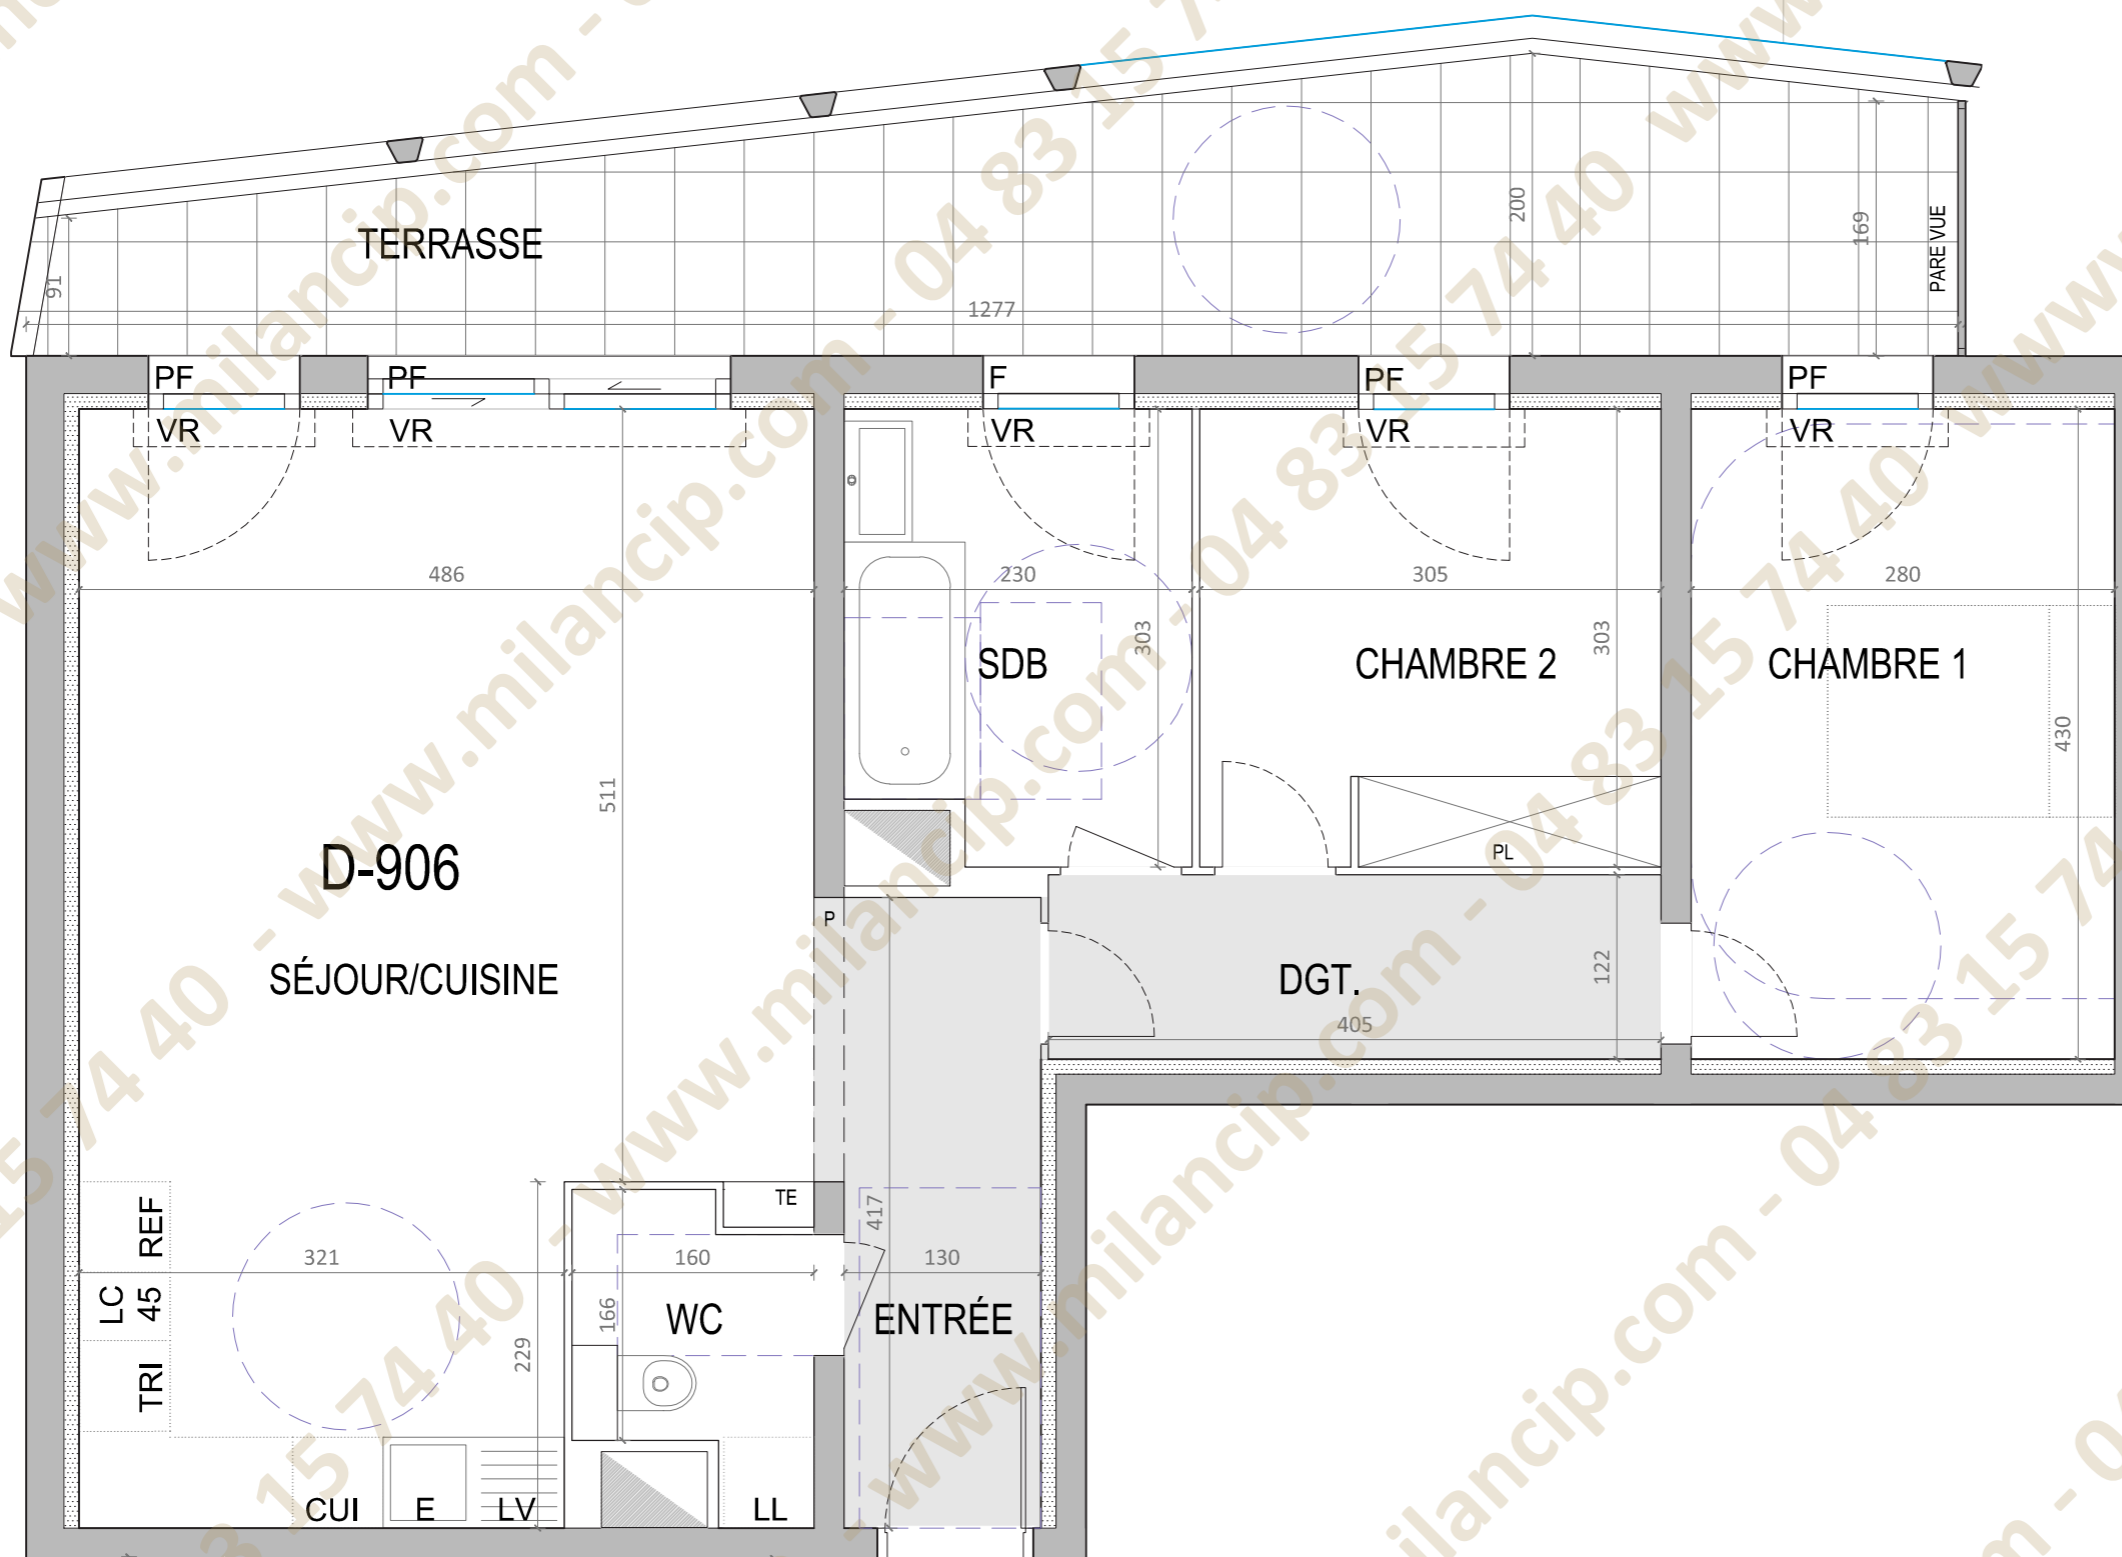 www.milancip.com - 04 83 15 74 40
TERRASSE
91
1277
200
169
PARE VUE
PF
PF
F
PF
PF
VR
VR
VR
VR
VR
486
230
305
280
511
303
303
430
SDB
CHAMBRE 2
CHAMBRE 1
D-906
SÉJOUR/CUISINE
P
PL
DGT.
122
405
TE
417
REF
LC
45
TRI
321
160
130
166
229
WC
ENTRÉE
CUI
E
LV
LL